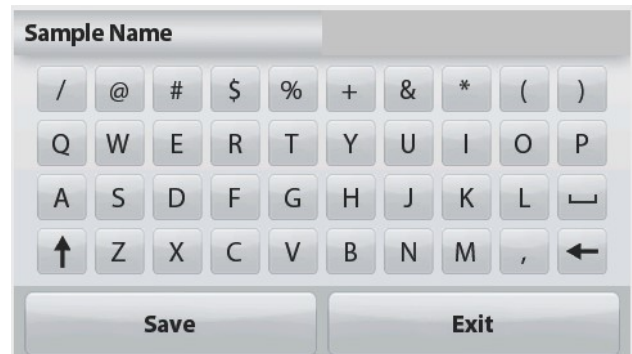 Sample Name
/ @ # $ % + & * ( )
Q W E R T Y U I O P
A S D F G H J K L
Z X C V B N M ,
Save Exit